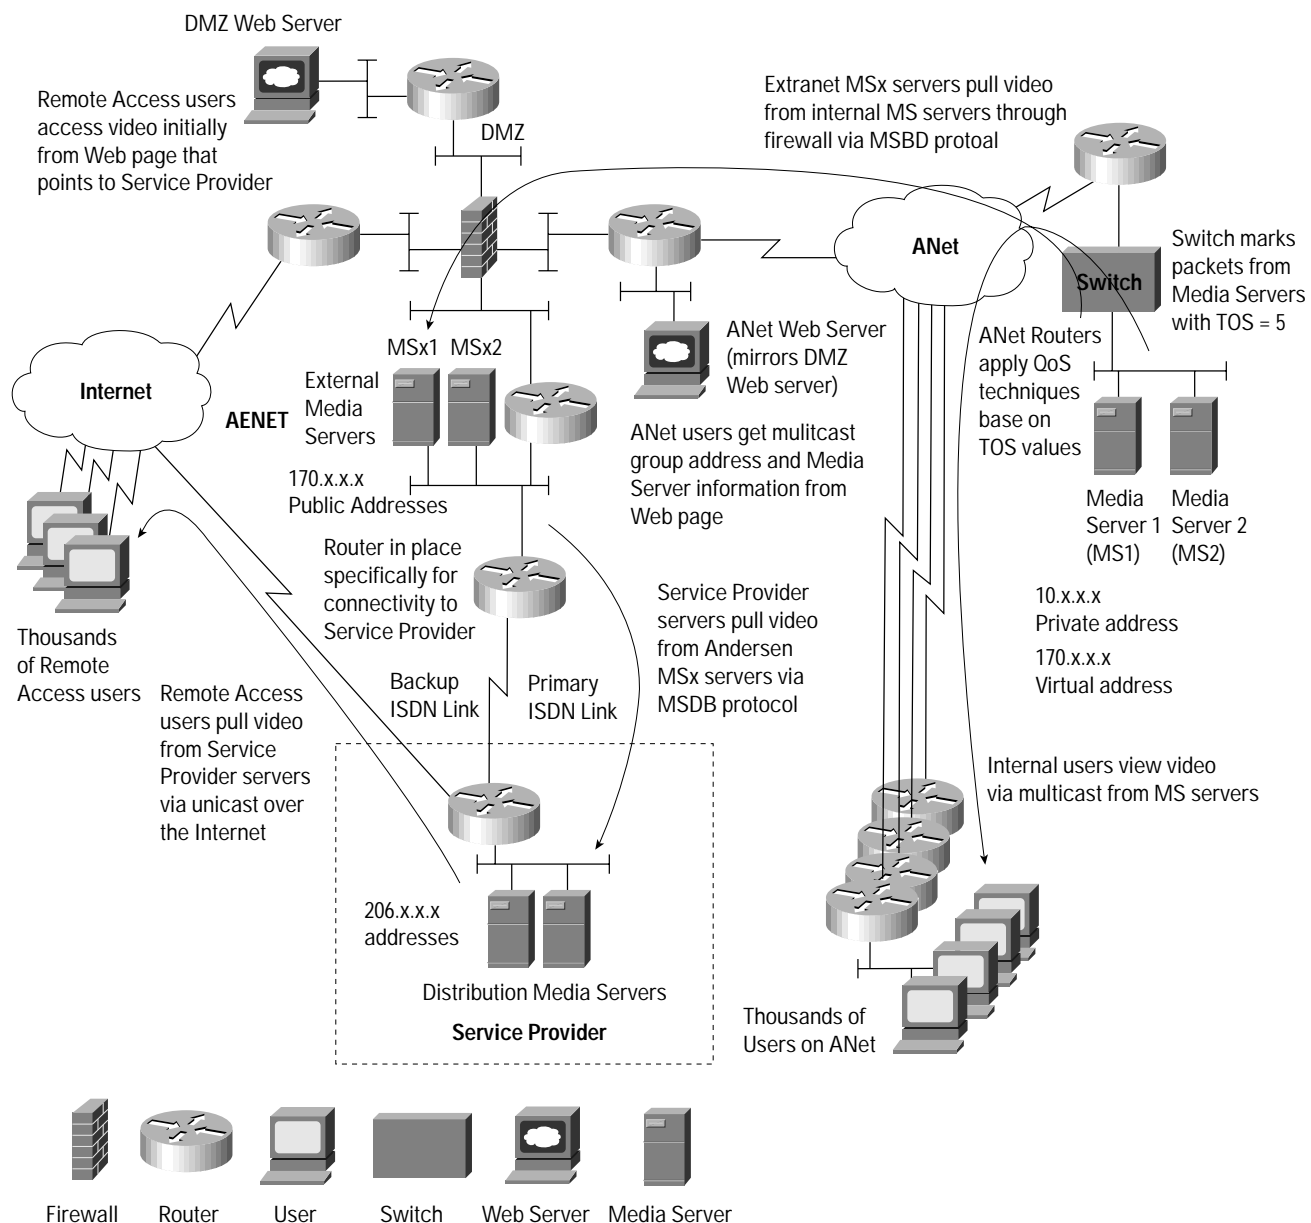 DMZ Web Server
Remote Access users
access video initially
from Web page that
points to Service Provider
DMZ
Extranet MSx servers pull video
from internal MS servers through
firewall via MSBD protoal
ANet
Switch
Switch marks
packets from
Media Servers
with TOS = 5
Internet
AENET
MSx1
MSx2
External
Media
Servers
170.x.x.x
Public Addresses
ANet Web Server
(mirrors DMZ
Web server)
ANet users get mulitcast
group address and Media
Server information from
Web page
ANet Routers
apply QoS
techniques
base on
TOS values
Media
Server 1
(MS1)
Media
Server 2
(MS2)
10.x.x.x
Private address
170.x.x.x
Virtual address
Thousands
of Remote
Access users
Router in place
specifically for
connectivity to
Service Provider
Service Provider
servers pull video
from Andersen
MSx servers via
MSDB protocol
Backup
ISDN Link
Primary
ISDN Link
Remote Access
users pull video
from Service
Provider servers
via unicast over
the Internet
Internal users view video
via multicast from MS servers
206.x.x.x
addresses
Distribution Media Servers
Service Provider
Thousands of
Users on ANet
Firewall
Router
User
Switch
Web Server
Media Server